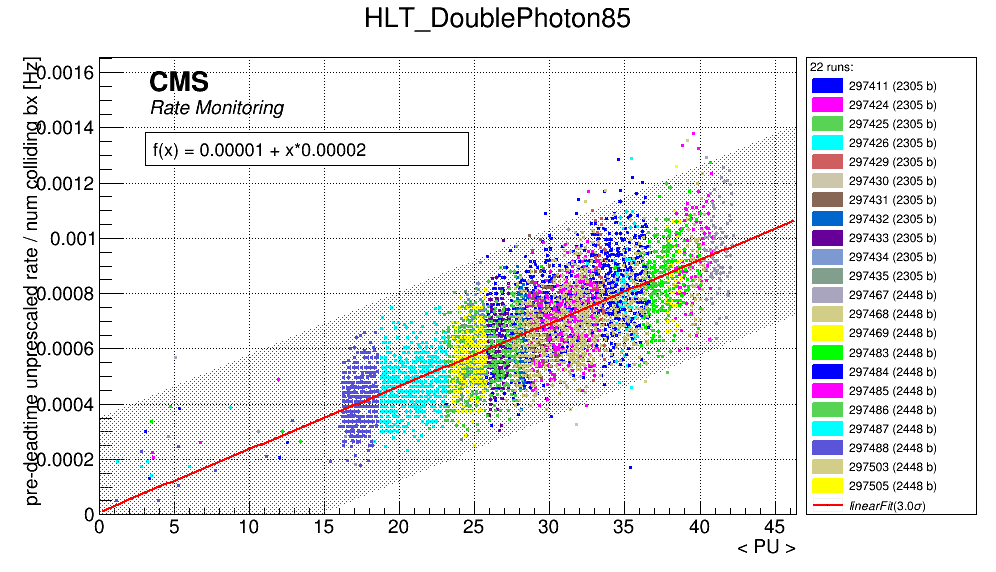 HLT_DoublePhoton85
pre-deadtime unprescaled rate / num colliding bx [Hz]
0.0016
0.0014
0.0012
0.001
0.0008
0.0006
0.0004
0.0002
0
CMS
Rate Monitoring
f(x) = 0.00001 + x*0.00002
0 5 10 15 20 25 30 35 40 45
< PU >
22 runs:
297411 (2305 b)
297424 (2305 b)
297425 (2305 b)
297426 (2305 b)
297429 (2305 b)
297430 (2305 b)
297431 (2305 b)
297432 (2305 b)
297433 (2305 b)
297434 (2305 b)
297435 (2305 b)
297467 (2448 b)
297468 (2448 b)
297469 (2448 b)
297483 (2448 b)
297484 (2448 b)
297485 (2448 b)
297486 (2448 b)
297487 (2448 b)
297488 (2448 b)
297503 (2448 b)
297505 (2448 b)
linearFit(3.0σ)